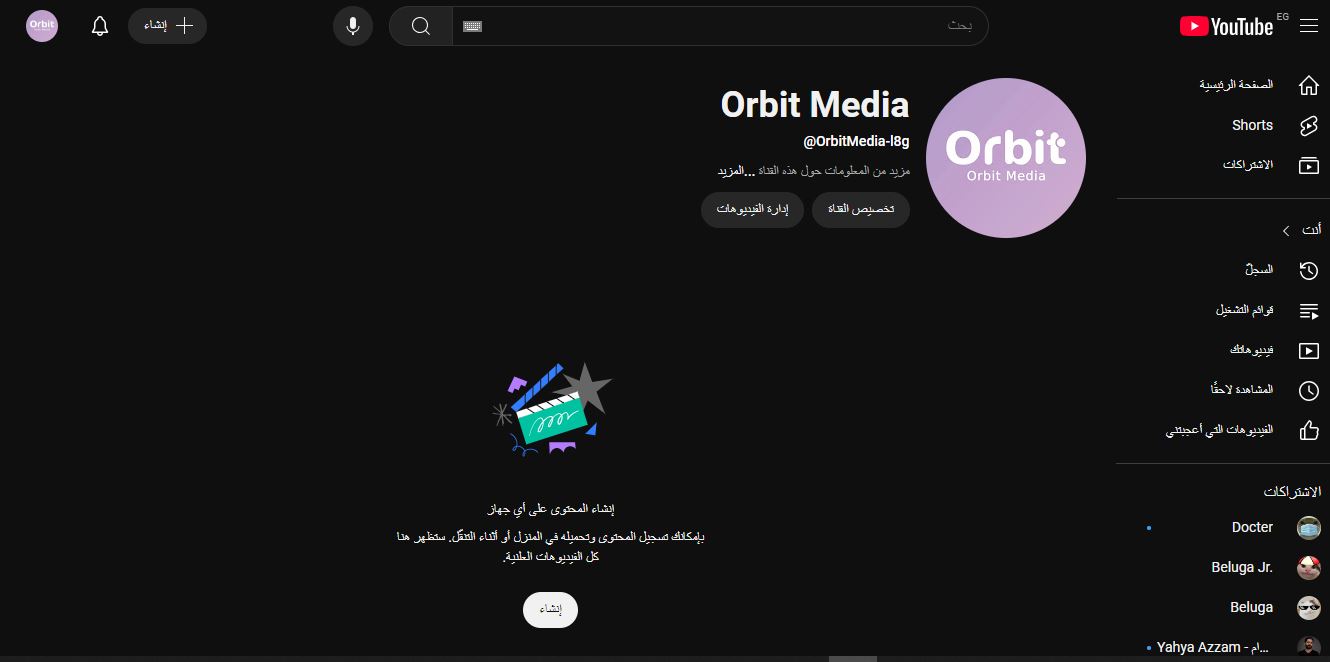 EG
YouTube
بحث
إنشاء
Orbit
الصفحة الرئيسية
Shorts
الاشتراكات
أنت
السجلّ
قوائم التشغيل
فيديوهاتك
المشاهدة لاحقًا
الفيديوهات التي أعجبتني
الاشتراكات
Docter
Beluga Jr.
Beluga
Yahya Azzam - ام...
Orbit
Orbit Media
Orbit Media
@OrbitMedia-l8g
مزيد من المعلومات حول هذه القناة ...المزيد
تخصيص القناة
إدارة الفيديوهات
إنشاء المحتوى على أي جهاز
بإمكانك تسجيل المحتوى وتحميله في المنزل أو أثناء التنقّل. ستظهر هنا
كل الفيديوهات العلنية.
إنشاء